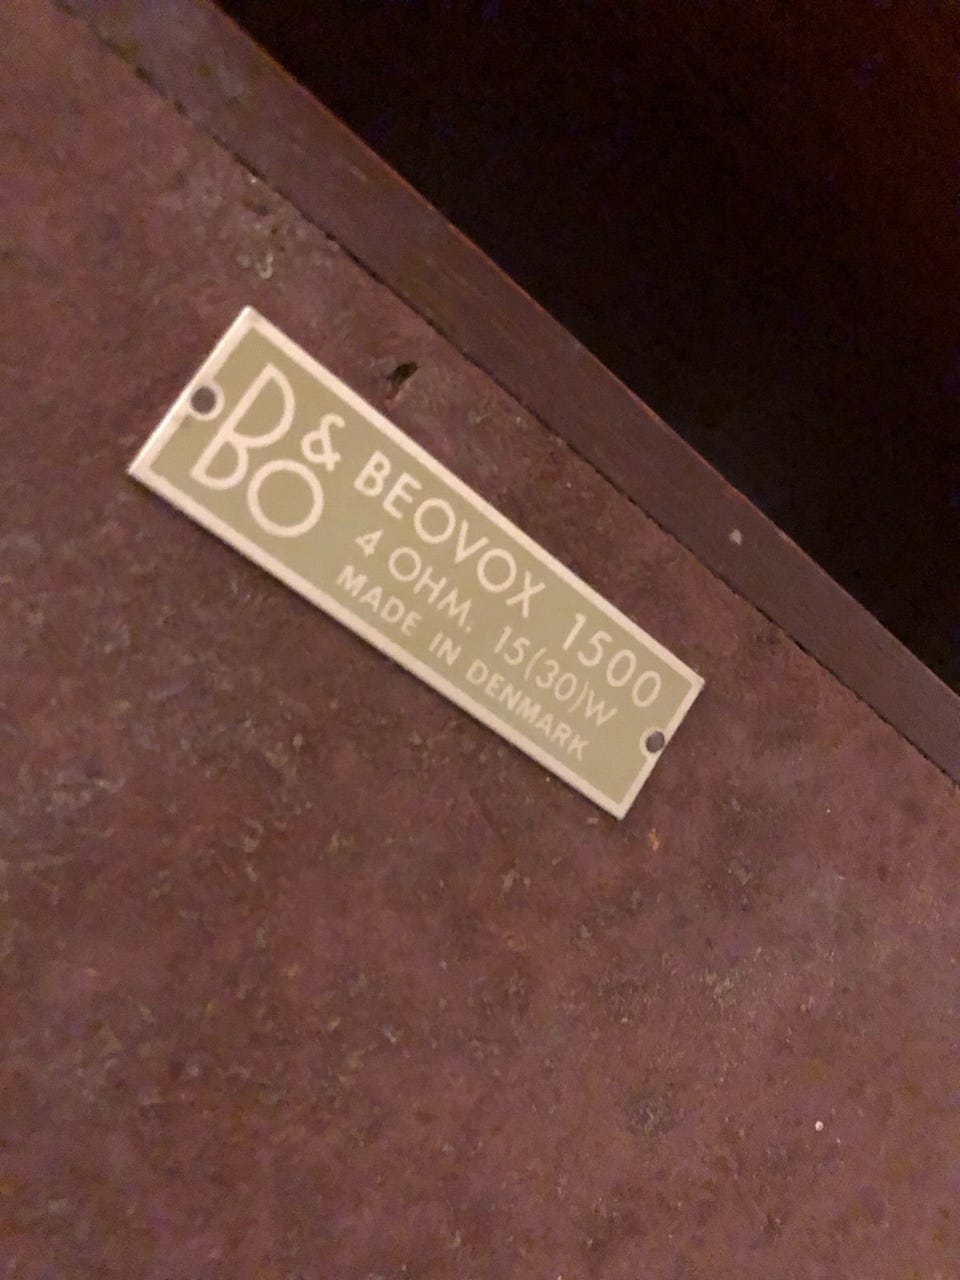 B&O
BEOVOX 1500
4 OHM. 15(30)W
MADE IN DENMARK